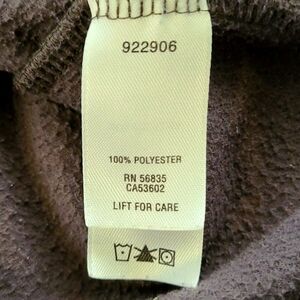 922906
100% POLYESTER
RN 56835
CA53602
LIFT FOR CARE